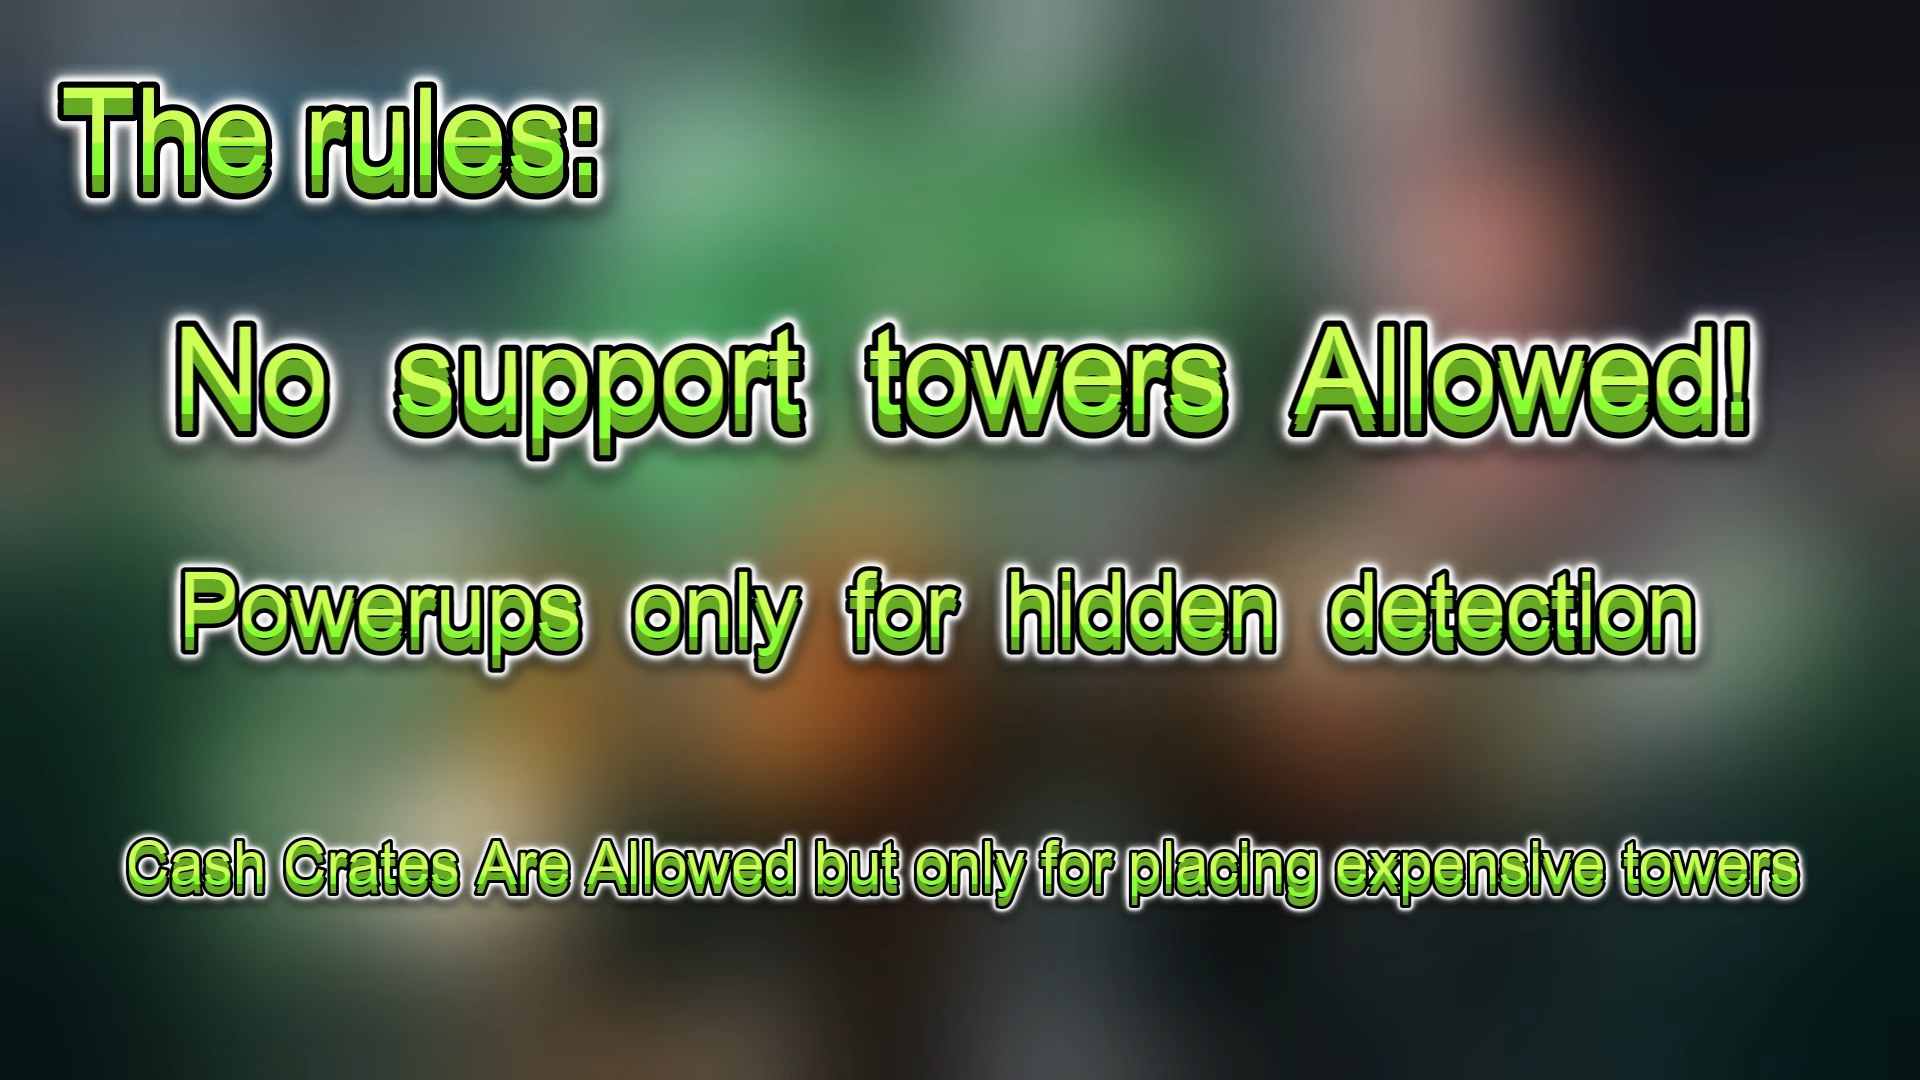 The rules:
No support towers Allowed!
Powerups only for hidden detection
Cash Crates Are Allowed but only for placing expensive towers